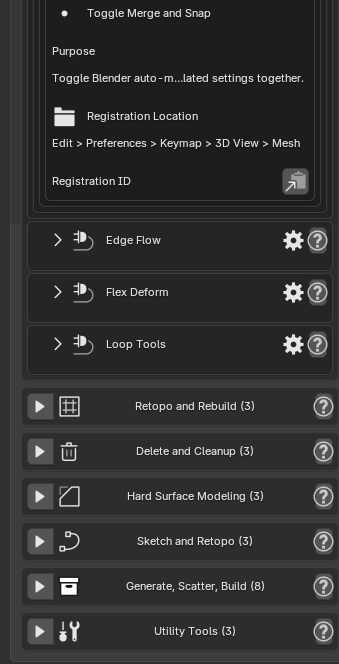 Toggle Merge and Snap
Purpose
Toggle Blender auto-m...lated settings together.
Registration Location
Edit > Preferences > Keymap > 3D View > Mesh
Registration ID
Edge Flow
Flex Deform
Loop Tools
Retopo and Rebuild (3)
Delete and Cleanup (3)
Hard Surface Modeling (3)
Sketch and Retopo (3)
Generate, Scatter, Build (8)
Utility Tools (3)